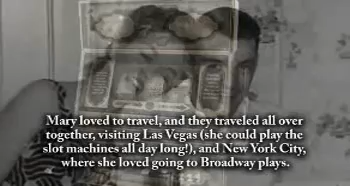 Mary loved to travel, and they traveled all over
together, visiting Las Vegas (she could play the
slot machines all day long!), and New York City,
where she loved going to Broadway plays.